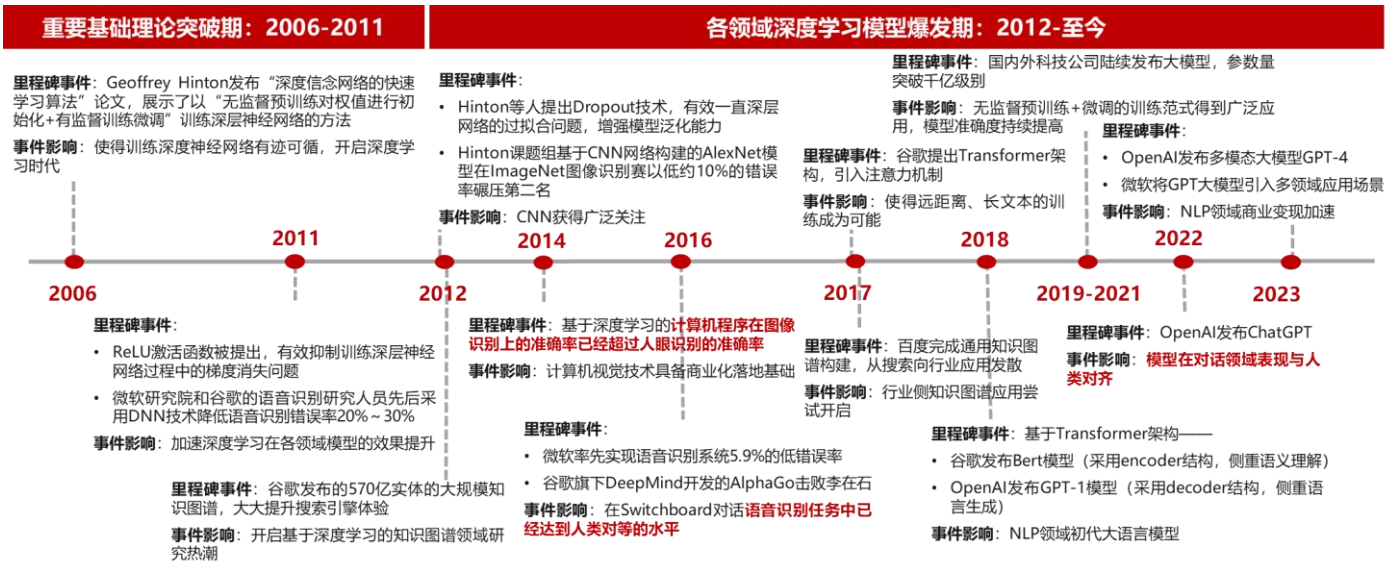 重要基础理论突破期：2006-2011
各领域深度学习模型爆发期：2012-至今
里程碑事件：Geoffrey Hinton发布“深度信念网络的快速
学习算法”论文，展示了以“无监督预训练对权值进行初
始化+有监督训练微调”训练深层神经网络的方法
事件影响：使得训练深度神经网络有迹可循，开启深度学
习时代
里程碑事件：
• Hinton等人提出Dropout技术，有效一直深层
网络的过拟合问题，增强模型泛化能力
• Hinton课题组基于CNN网络构建的AlexNet模
型在ImageNet图像识别赛以低约10%的错误
率碾压第二名
事件影响：CNN获得广泛关注
里程碑事件：谷歌提出Transformer架
构，引入注意力机制
事件影响：使得远距离、长文本的训
练成为可能
里程碑事件：国内外科技公司陆续发布大模型，参数量
突破千亿级别
事件影响：无监督预训练+微调的训练范式得到广泛应
用，模型准确度持续提高
里程碑事件：
• OpenAI发布多模态大模型GPT-4
• 微软将GPT大模型引入多领域应用场景
事件影响：NLP领域商业变现加速
2011
2014
2016
2018
2022
2006
2012
2017
2019-2021
2023
里程碑事件：
• ReLU激活函数被提出，有效抑制训练深层神经
网络过程中的梯度消失问题
• 微软研究院和谷歌的语音识别研究人员先后采
用DNN技术降低语音识别错误率20%～30%
事件影响：加速深度学习在各领域模型的效果提升
里程碑事件：谷歌发布的570亿实体的大规模知
识图谱，大大提升搜索引擎体验
事件影响：开启基于深度学习的知识图谱领域研
究热潮
里程碑事件：基于深度学习的计算机程序在图像
识别上的准确率已经超过人眼识别的准确率
事件影响：计算机视觉技术具备商业化落地基础
里程碑事件：
• 微软率先实现语音识别系统5.9%的低错误率
• 谷歌旗下DeepMind开发的AlphaGo击败李在石
事件影响：在Switchboard对话语音识别任务中已
经达到人类对等的水平
里程碑事件：百度完成通用知识图
谱构建，从搜索向行业应用发散
事件影响：行业侧知识图谱应用尝
试开启
里程碑事件：基于Transformer架构——
• 谷歌发布Bert模型（采用encoder结构，侧重语义理解）
• OpenAI发布GPT-1模型（采用decoder结构，侧重语
言生成）
事件影响：NLP领域初代大语言模型
里程碑事件：OpenAI发布ChatGPT
事件影响：模型在对话领域表现与人
类对齐